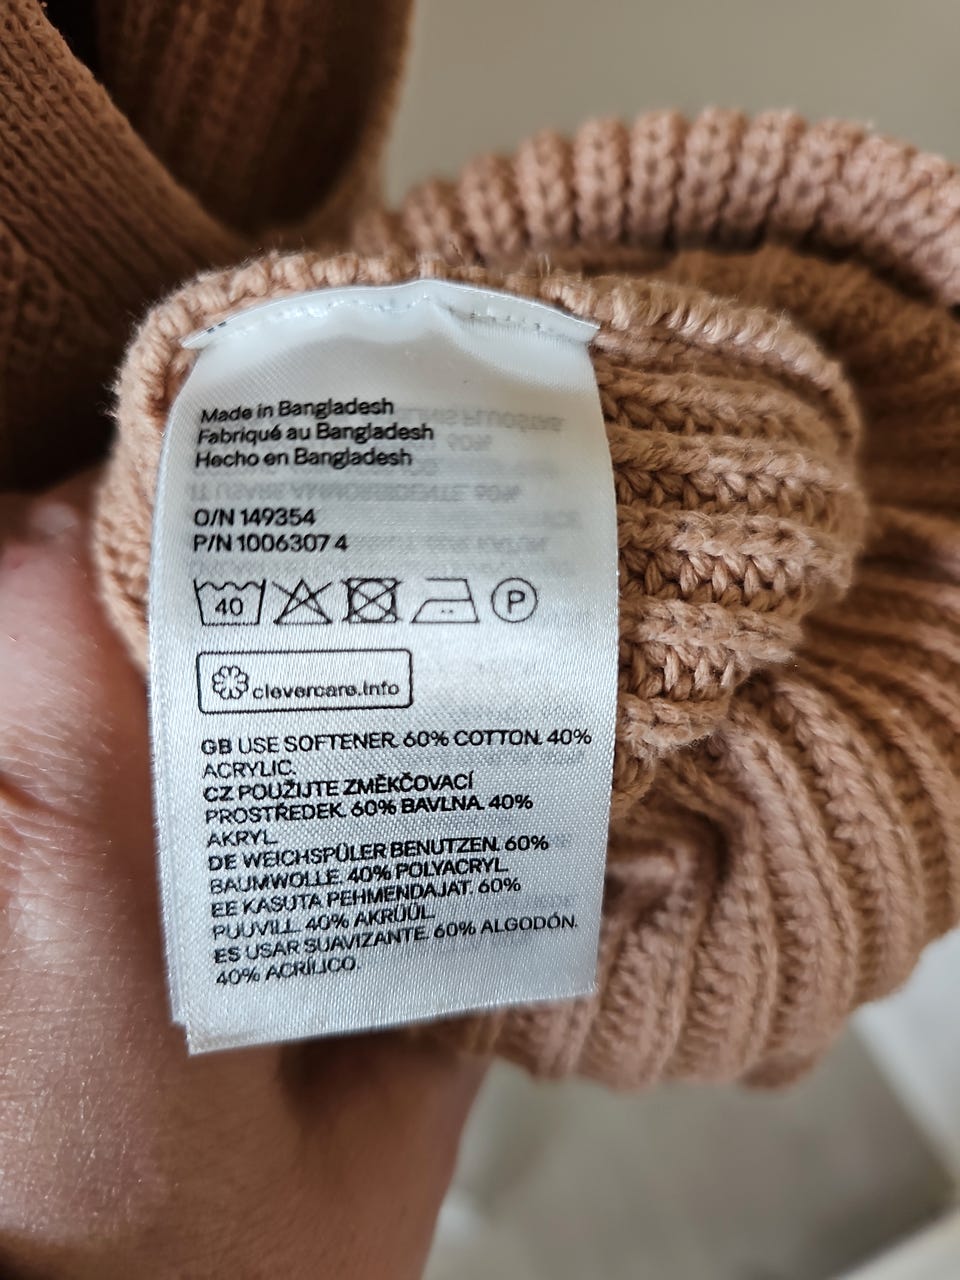 Made in Bangladesh
Fabriqué au Bangladesh
Hecho en Bangladesh
O/N 149354
P/N 1006307 4
40
P
clevercare.info
GB USE SOFTENER. 60% COTTON. 40%
ACRYLIC.
CZ POUŽIJTE ZMĚKČOVACÍ
PROSTŘEDEK. 60% BAVLNA. 40%
AKRYL.
DE WEICHSPÜLER BENUTZEN. 60%
BAUMWOLLE. 40% POLYACRYL.
EE KASUTA PEHMENDAJAT. 60%
PUUVILL. 40% AKRÜÜL.
ES USAR SUAVIZANTE. 60% ALGODÓN.
40% ACRÍLICO.